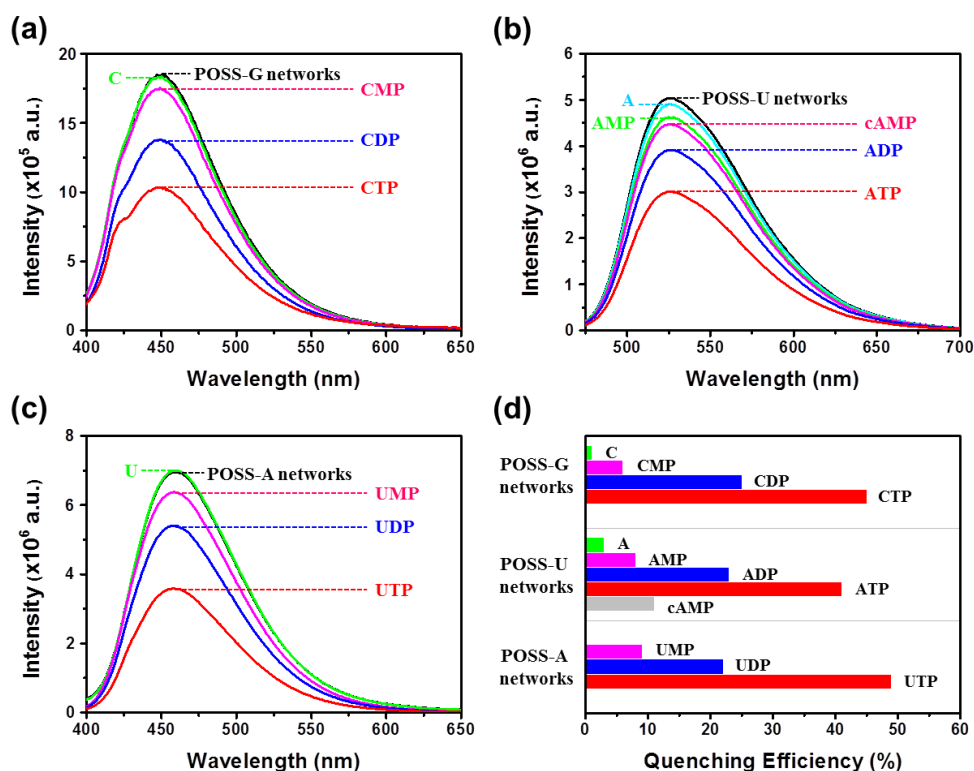 (a)
20
15
10
5
0
400 450 500 550 600 650
Intensity (x10⁵ a.u.)
Wavelength (nm)
C
POSS-G networks
CMP
CDP
CTP
(b)
6
5
4
3
2
1
0
500 550 600 650 700
Intensity (x10⁶ a.u.)
Wavelength (nm)
A
POSS-U networks
AMP
cAMP
ADP
ATP
(c)
8
6
4
2
0
400 450 500 550 600 650
Intensity (x10⁶ a.u.)
Wavelength (nm)
U
POSS-A networks
UMP
UDP
UTP
(d)
POSS-G
networks
C
CMP
CDP
CTP
POSS-U
networks
A
AMP
ADP
ATP
cAMP
POSS-A
networks
UMP
UDP
UTP
0 10 20 30 40 50 60
Quenching Efficiency (%)